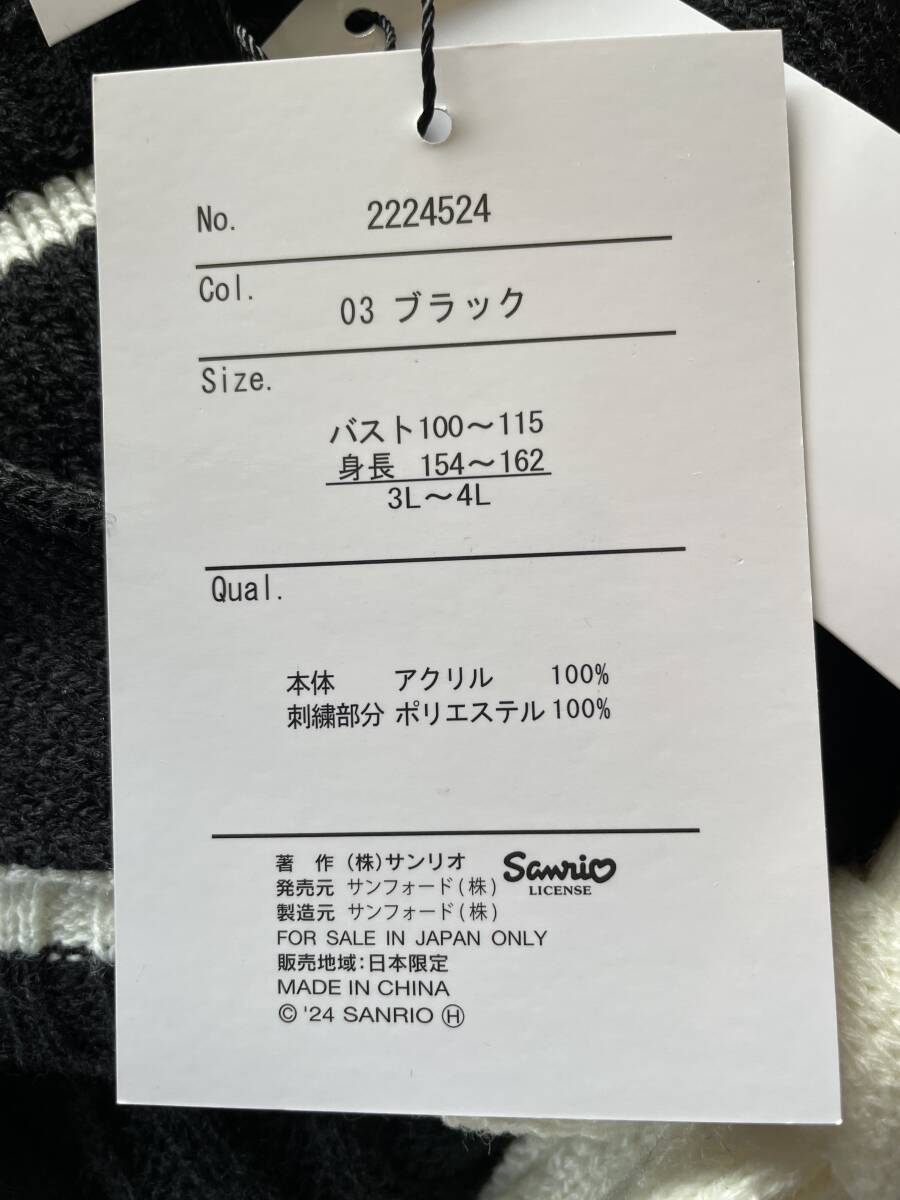 No. 2224524
Col.
03 ブラック
Size.
バスト100～115
身長 154～162
3L～4L
Qual.
本体 アクリル 100%
刺繍部分 ポリエステル 100%
著 作 (株)サンリオ
発売元 サンフォード(株)
製造元 サンフォード(株)
Sanrio
LICENSE
FOR SALE IN JAPAN ONLY
販売地域:日本限定
MADE IN CHINA
© '24 SANRIO Ⓗ